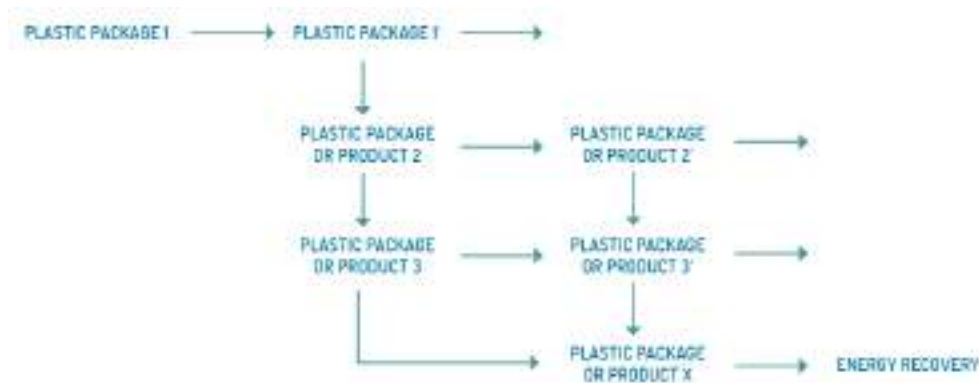 PLASTIC PACKAGE 1
PLASTIC PACKAGE 1'
PLASTIC PACKAGE
OR PRODUCT 2
PLASTIC PACKAGE
OR PRODUCT 2'
PLASTIC PACKAGE
OR PRODUCT 3
PLASTIC PACKAGE
OR PRODUCT 3'
PLASTIC PACKAGE
OR PRODUCT X
ENERGY RECOVERY